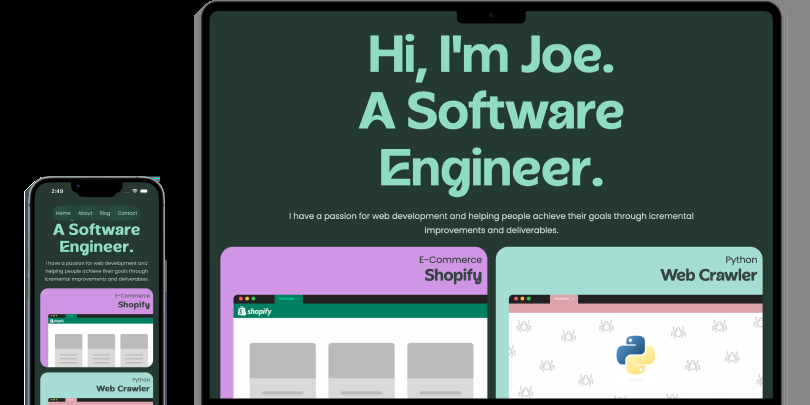 Hi, I'm Joe.
A Software
Engineer.
I have a passion for web development and helping people achieve their goals through icremental
improvements and deliverables.
E-Commerce
Shopify
shopify
Python
Web Crawler
2:49
Home About Blog Contact
A Software
Engineer.
I have a passion for web development and
helping people achieve their goals through
icremental improvements and deliverables.
E-Commerce
Shopify
shopify
Python
Web Crawler